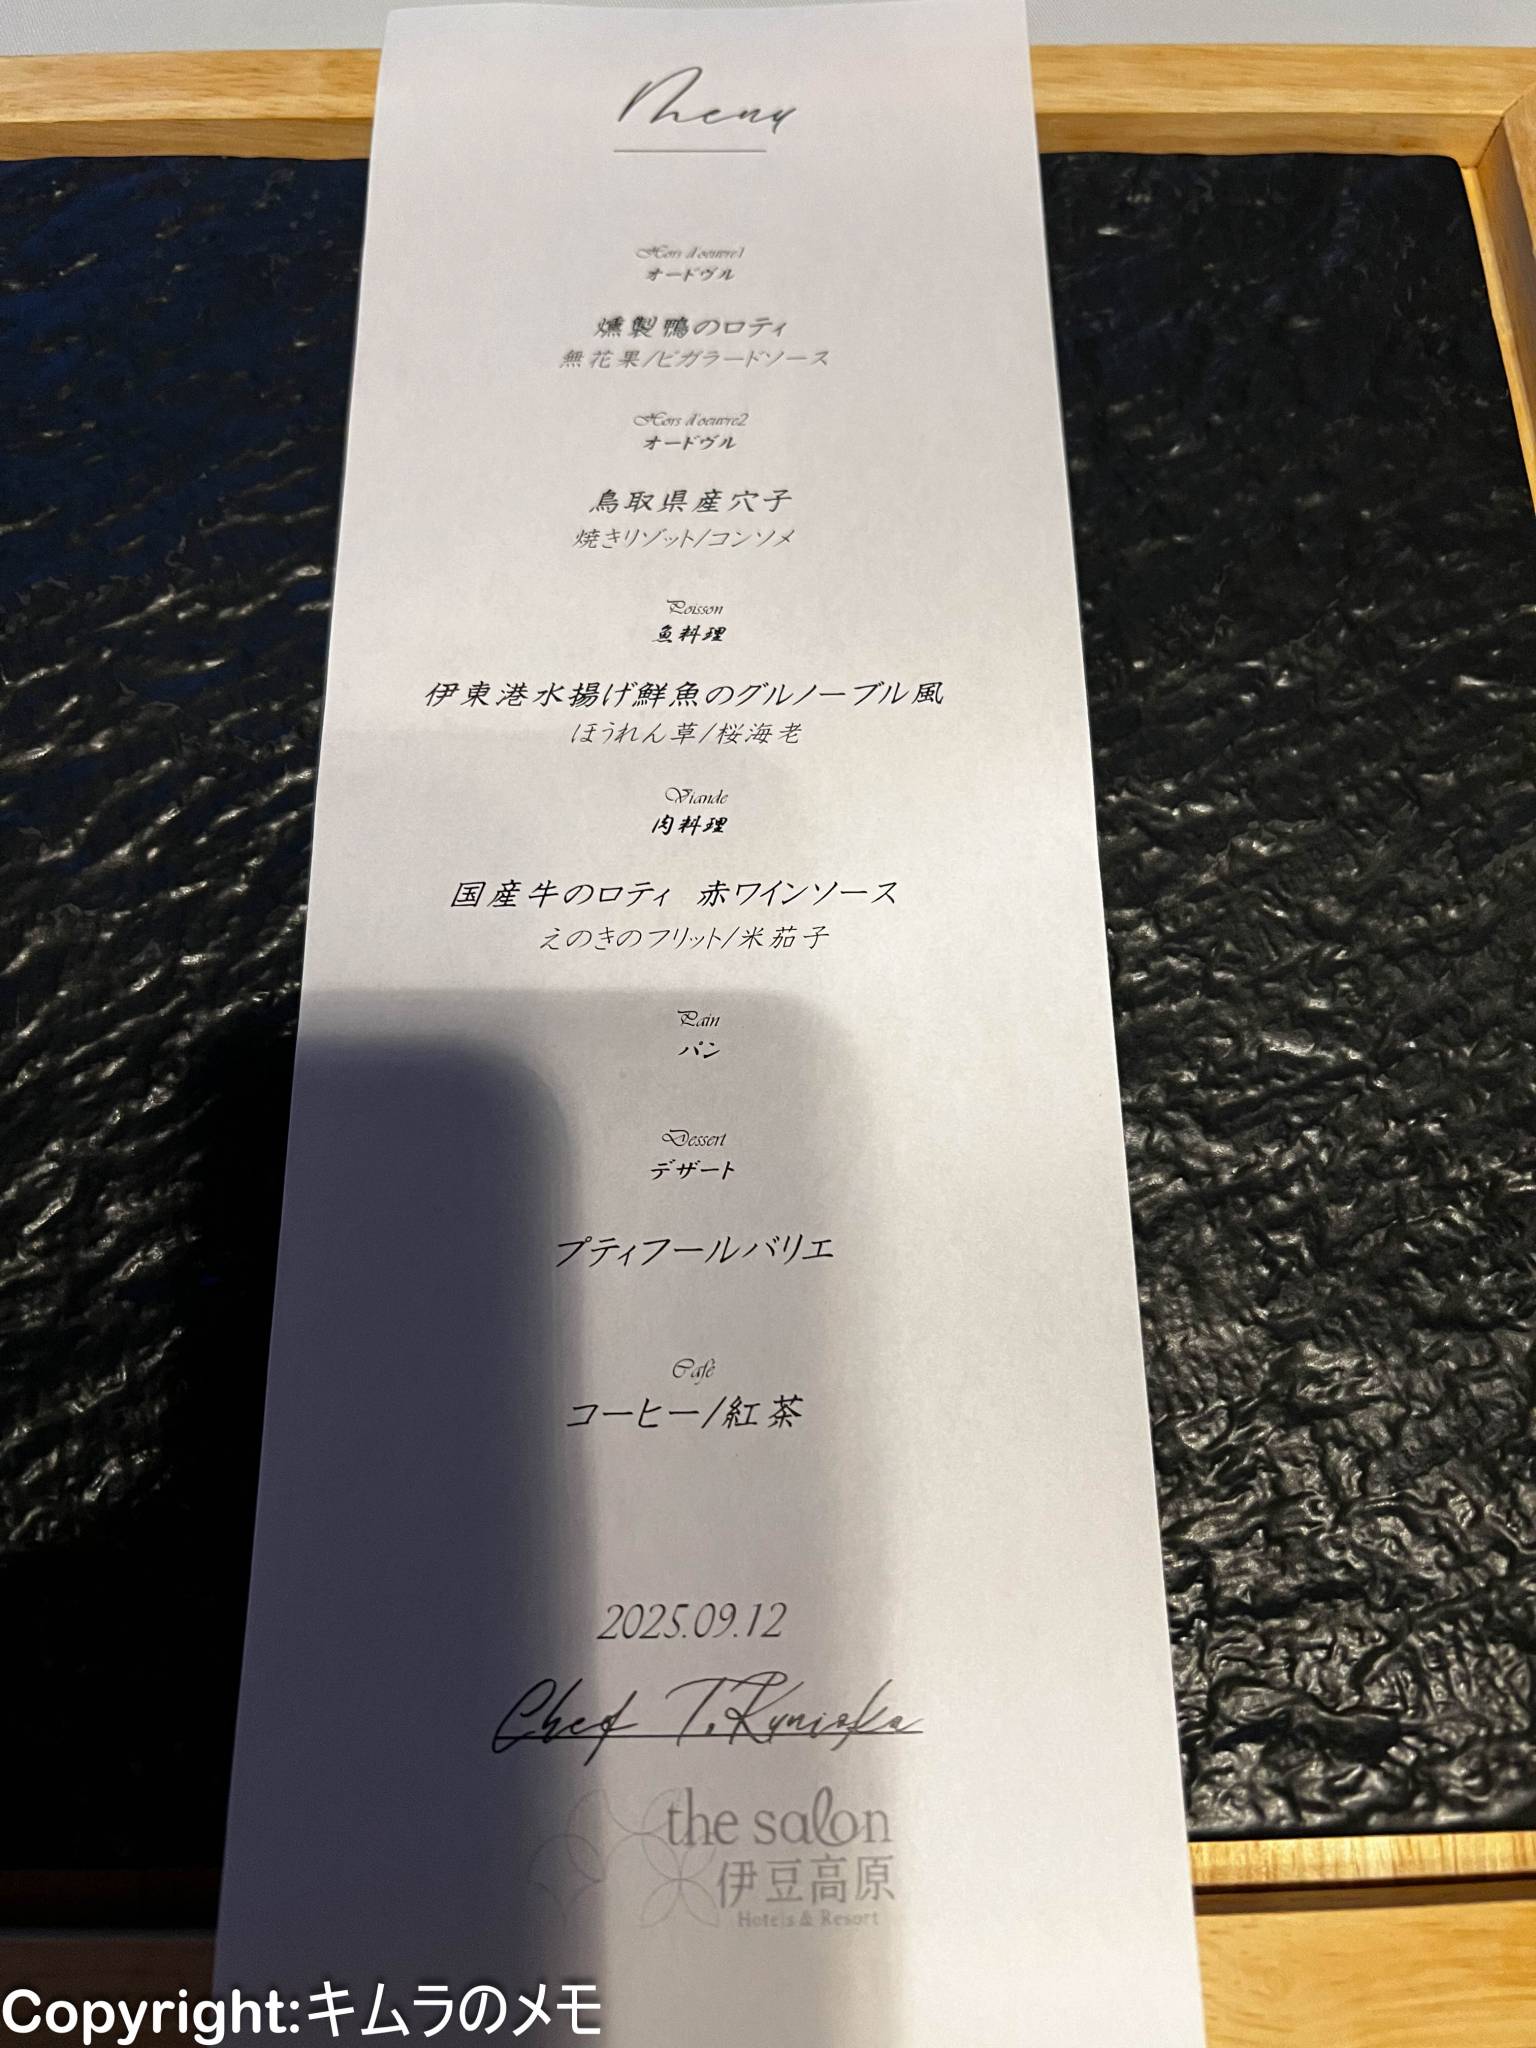 Menu
Hors d'oeuvre1
オードヴル
燻製鴨のロティ
無花果/ビガラードソース
Hors d'oeuvre2
オードヴル
鳥取県産穴子
焼きリゾット/コンソメ
Poisson
魚料理
伊東港水揚げ鮮魚のグルノーブル風
ほうれん草/桜海老
Viande
肉料理
国産牛のロティ 赤ワインソース
えのきのフリット/米茄子
Pain
パン
Dessert
デザート
プティフールバリエ
Café
コーヒー/紅茶
2025.09.12
Chef T.Kunioka
the salon
伊豆高原
Hotels & Resort
Copyright:キムラのメモ